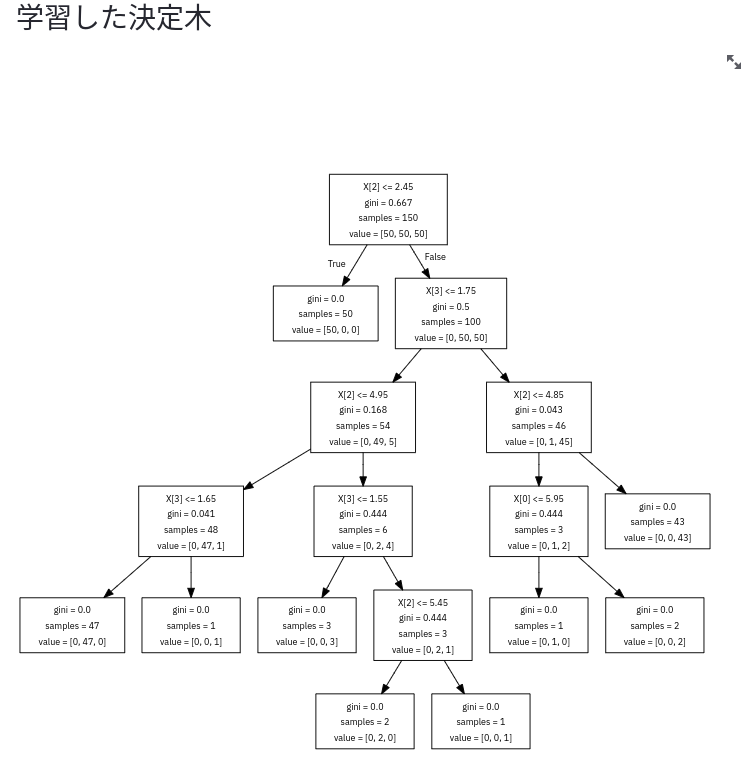 学習した決定木
X[2] <= 2.45
gini = 0.667
samples = 150
value = [50, 50, 50]
True
False
gini = 0.0
samples = 50
value = [50, 0, 0]
X[3] <= 1.75
gini = 0.5
samples = 100
value = [0, 50, 50]
X[2] <= 4.95
gini = 0.168
samples = 54
value = [0, 49, 5]
X[2] <= 4.85
gini = 0.043
samples = 46
value = [0, 1, 45]
X[3] <= 1.65
gini = 0.041
samples = 48
value = [0, 47, 1]
X[3] <= 1.55
gini = 0.444
samples = 6
value = [0, 2, 4]
X[0] <= 5.95
gini = 0.444
samples = 3
value = [0, 1, 2]
gini = 0.0
samples = 43
value = [0, 0, 43]
gini = 0.0
samples = 47
value = [0, 47, 0]
gini = 0.0
samples = 1
value = [0, 0, 1]
gini = 0.0
samples = 3
value = [0, 0, 3]
X[2] <= 5.45
gini = 0.444
samples = 3
value = [0, 2, 1]
gini = 0.0
samples = 1
value = [0, 1, 0]
gini = 0.0
samples = 2
value = [0, 0, 2]
gini = 0.0
samples = 2
value = [0, 2, 0]
gini = 0.0
samples = 1
value = [0, 0, 1]